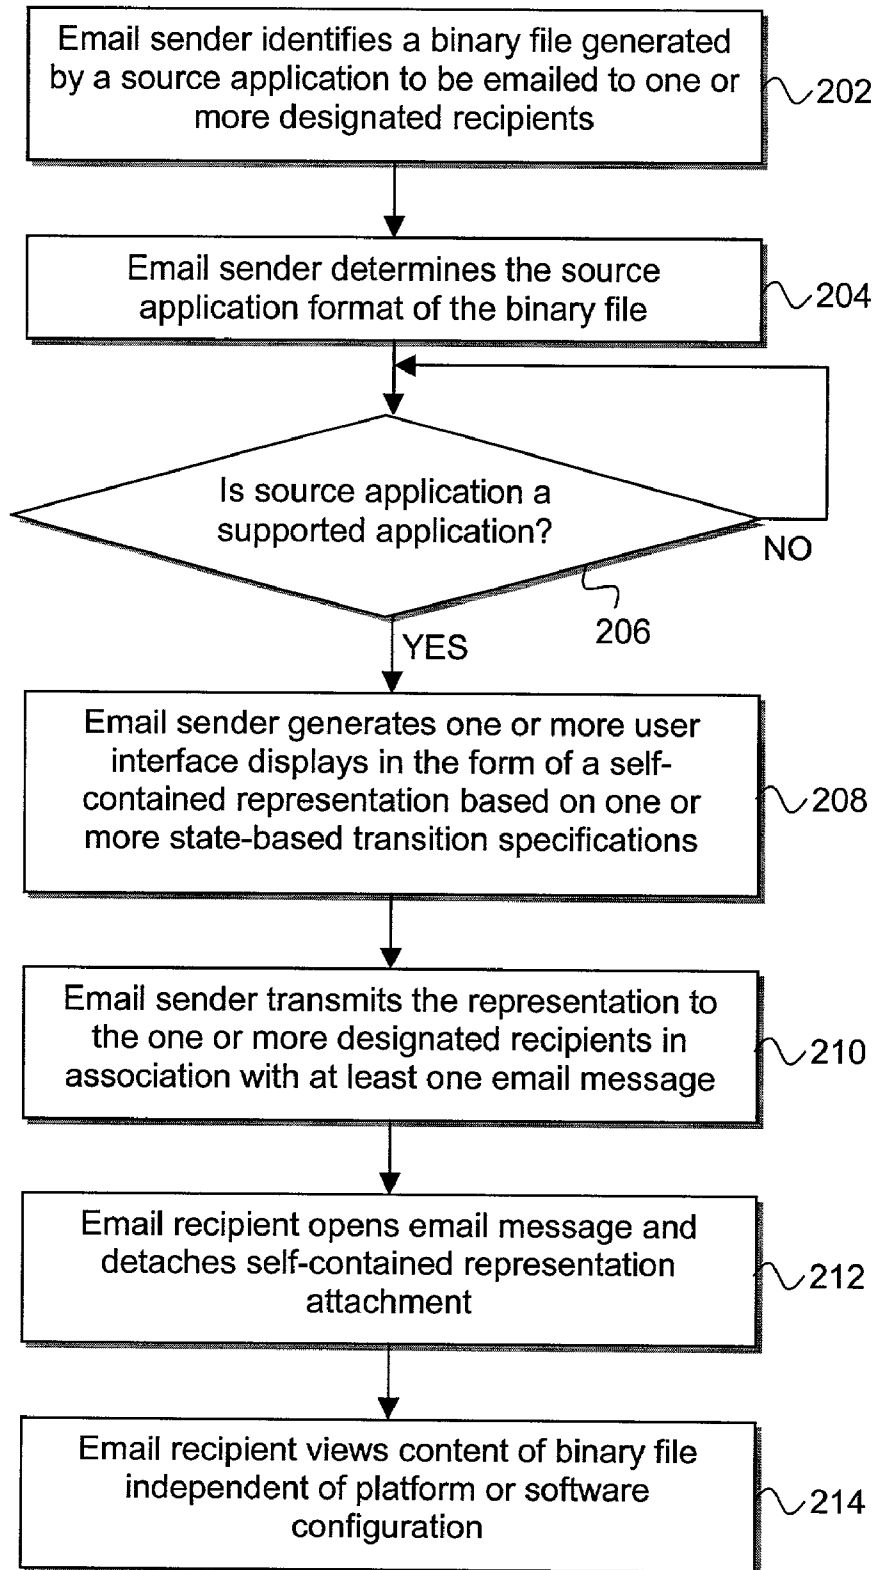 Email sender identifies a binary file generated
by a source application to be emailed to one or
more designated recipients
202
Email sender determines the source
application format of the binary file
204
Is source application a
supported application?
NO
206
YES
Email sender generates one or more user
interface displays in the form of a self-
contained representation based on one or
more state-based transition specifications
208
Email sender transmits the representation to
the one or more designated recipients in
association with at least one email message
210
Email recipient opens email message and
detaches self-contained representation
attachment
212
Email recipient views content of binary file
independent of platform or software
configuration
214